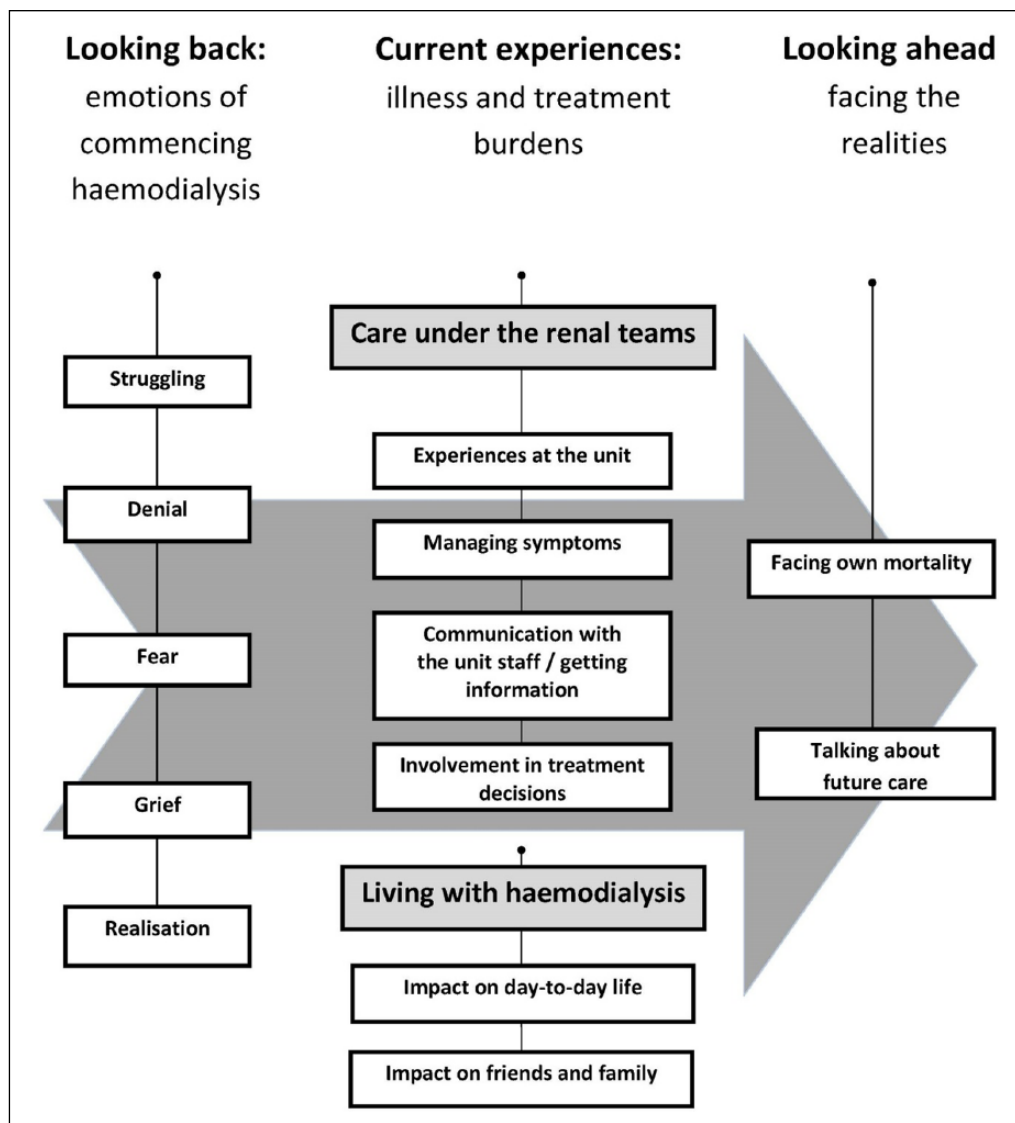 Looking back:
emotions of
commencing
haemodialysis
Struggling
Denial
Fear
Grief
Realisation
Current experiences:
illness and treatment
burdens
Care under the renal teams
Experiences at the unit
Managing symptoms
Communication with
the unit staff / getting
information
Involvement in treatment
decisions
Living with haemodialysis
Impact on day-to-day life
Impact on friends and family
Looking ahead
facing the
realities
Facing own mortality
Talking about
future care